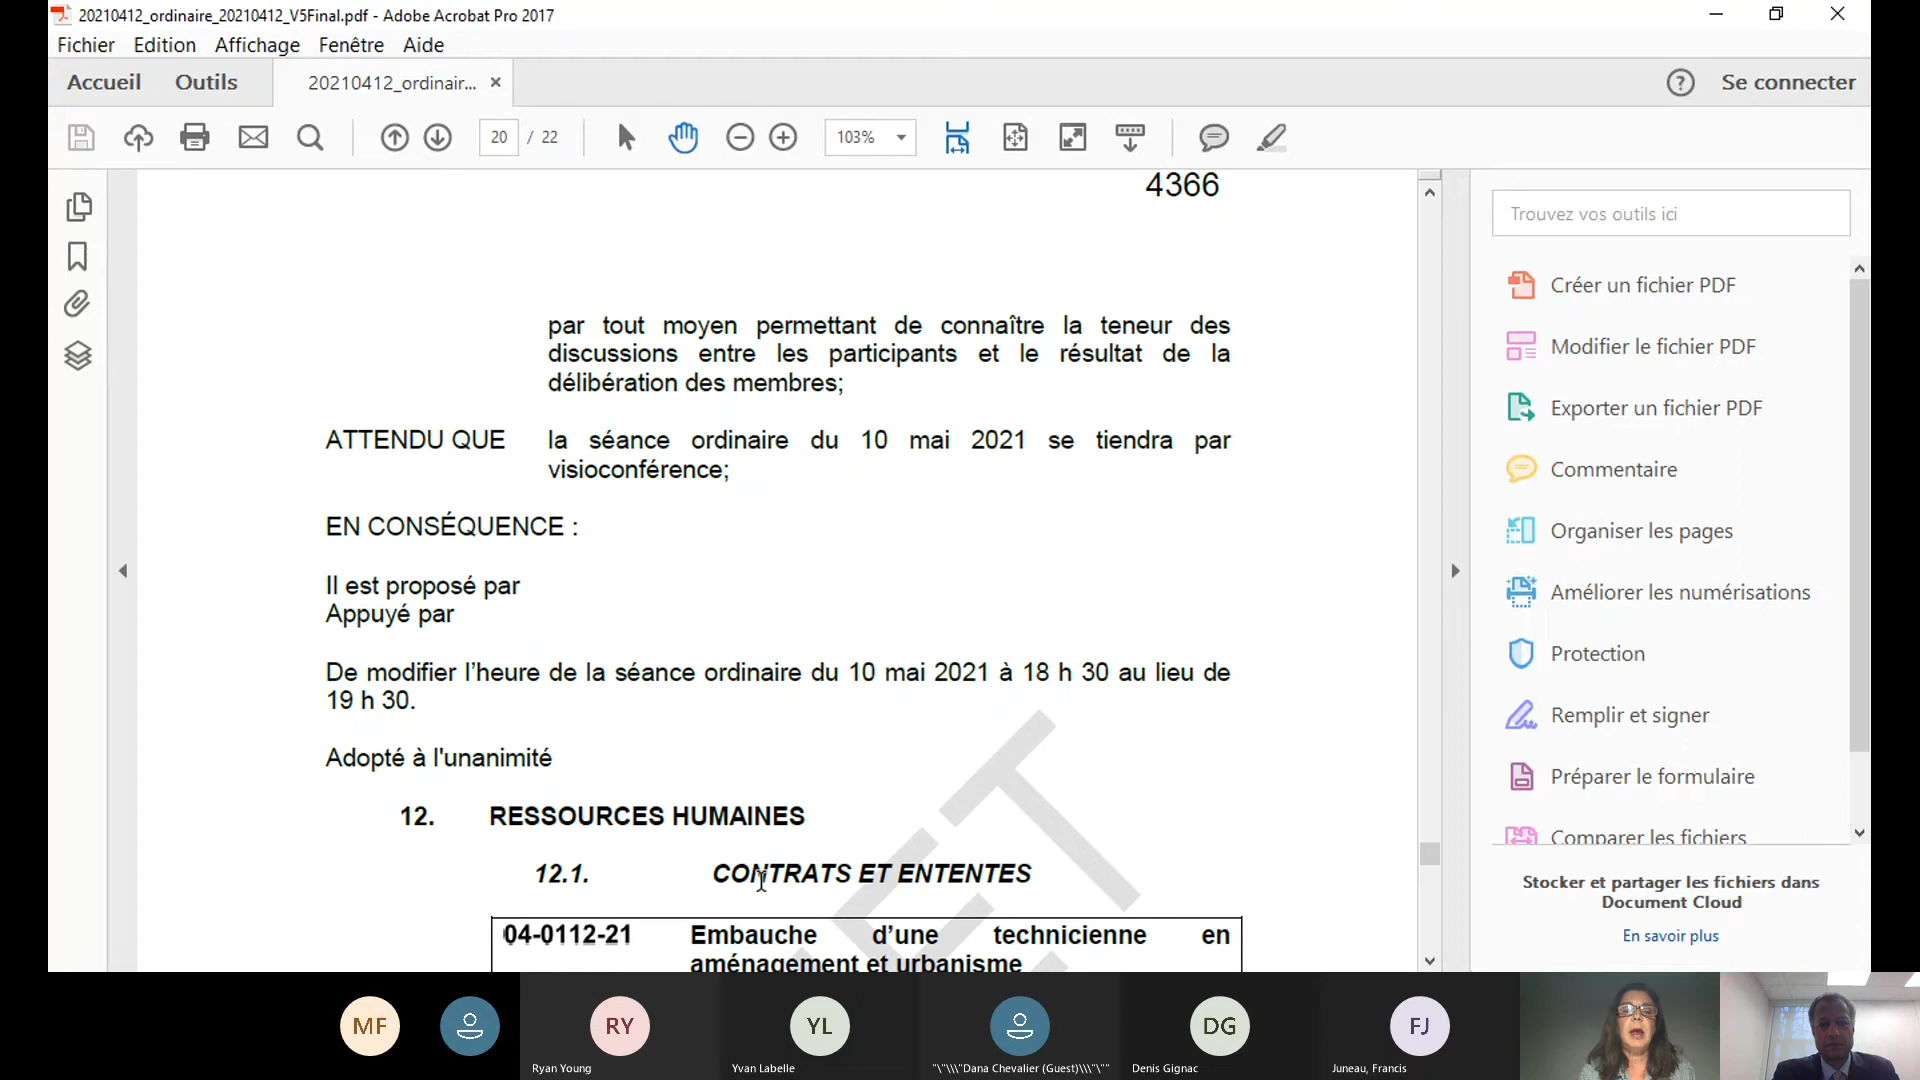 20210412_ordinaire_20210412_V5Final.pdf - Adobe Acrobat Pro 2017
Fichier Edition Affichage Fenêtre Aide
Accueil Outils 20210412_ordinair... × Se connecter
20 / 22 103%
4366
par tout moyen permettant de connaître la teneur des
discussions entre les participants et le résultat de la
délibération des membres;
ATTENDU QUE la séance ordinaire du 10 mai 2021 se tiendra par
visioconférence;
EN CONSÉQUENCE :
Il est proposé par
Appuyé par
De modifier l'heure de la séance ordinaire du 10 mai 2021 à 18 h 30 au lieu de
19 h 30.
Adopté à l'unanimité
12. RESSOURCES HUMAINES
12.1. CONTRATS ET ENTENTES
04-0112-21 Embauche d'une technicienne en
aménagement et urbanisme
ET
Trouvez vos outils ici
Créer un fichier PDF
Modifier le fichier PDF
Exporter un fichier PDF
Commentaire
Organiser les pages
Améliorer les numérisations
Protection
Remplir et signer
Préparer le formulaire
Comparer les fichiers
Stocker et partager les fichiers dans
Document Cloud
En savoir plus
MF RY YL DG FJ
Ryan Young Yvan Labelle "\"\\\"Dana Chevalier (Guest)\\\"\"" Denis Gignac Juneau, Francis